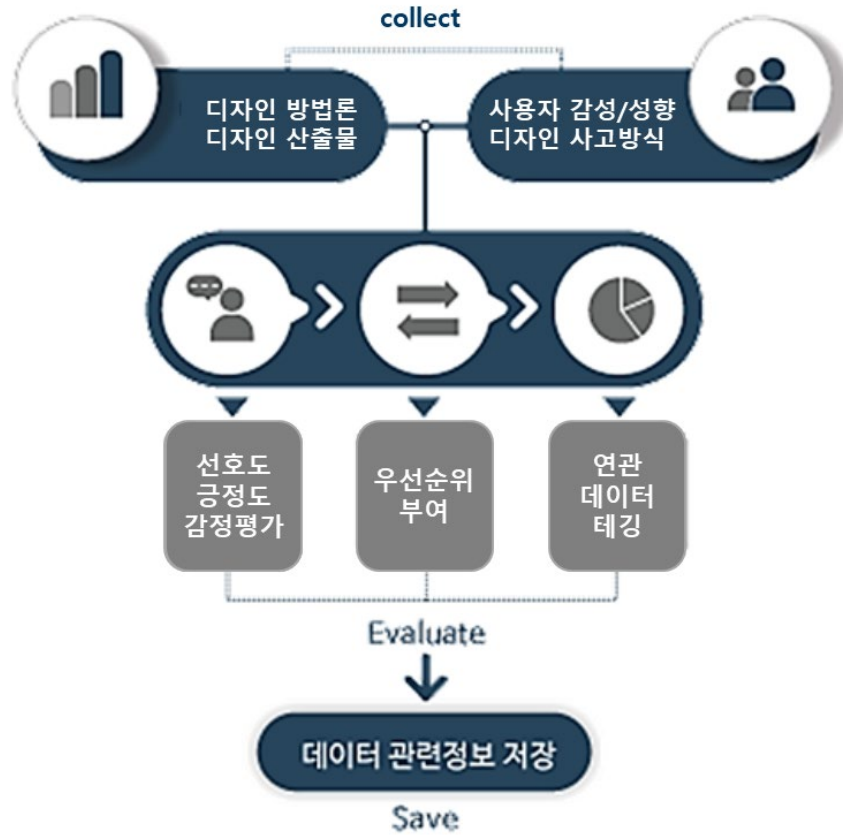 collect
디자인 방법론
디자인 산출물
사용자 감성/성향
디자인 사고방식
선호도
긍정도
감정평가
우선순위
부여
연관
데이터
테깅
Evaluate
데이터 관련정보 저장
Save